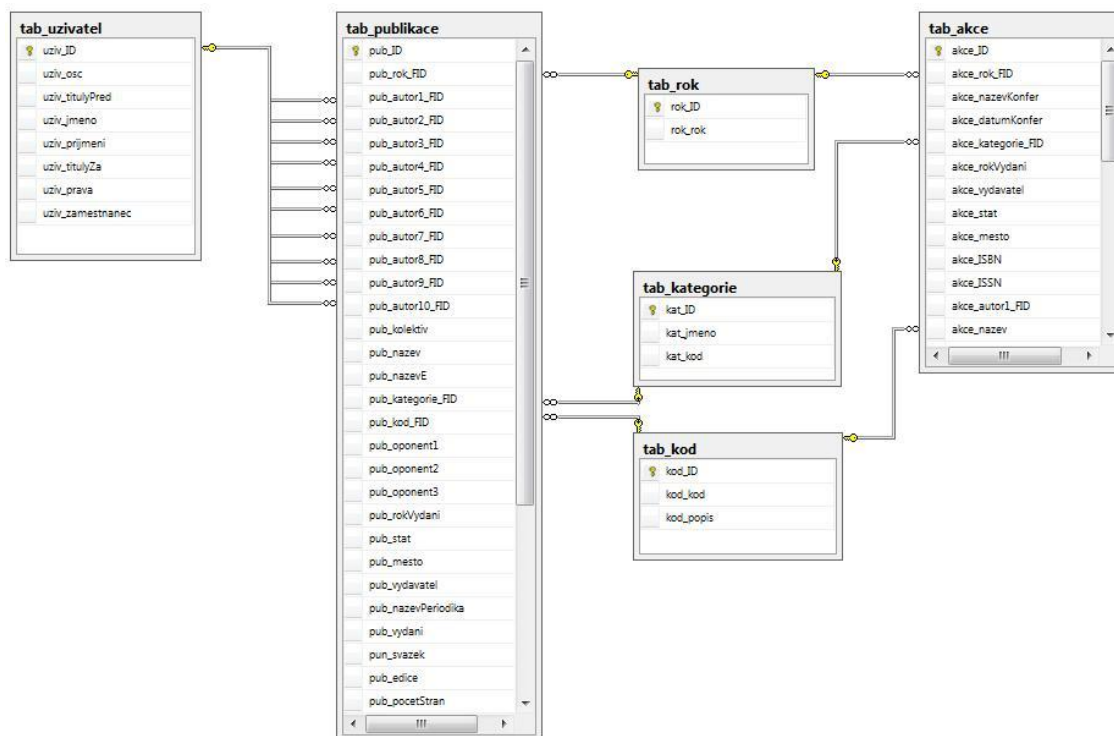 tab_uzivatel
uziv_ID
uziv_osc
uziv_titulyPred
uziv_jmeno
uziv_prijmeni
uziv_titulyZa
uziv_prava
uziv_zamestnanec
tab_publikace
pub_ID
pub_rok_FID
pub_autor1_FID
pub_autor2_FID
pub_autor3_FID
pub_autor4_FID
pub_autor5_FID
pub_autor6_FID
pub_autor7_FID
pub_autor8_FID
pub_autor9_FID
pub_autor10_FID
pub_kolektiv
pub_nazev
pub_nazevE
pub_kategorie_FID
pub_kod_FID
pub_oponent1
pub_oponent2
pub_oponent3
pub_rokVydani
pub_stat
pub_mesto
pub_vydavatel
pub_nazevPeriodika
pub_vydani
pun_svazek
pub_edice
pub_pocetStran
tab_rok
rok_ID
rok_rok
tab_kategorie
kat_ID
kat_jmeno
kat_kod
tab_kod
kod_ID
kod_kod
kod_popis
tab_akce
akce_ID
akce_rok_FID
akce_nazevKonfer
akce_datumKonfer
akce_kategorie_FID
akce_rokVydani
akce_vydavatel
akce_stat
akce_mesto
akce_ISBN
akce_ISSN
akce_autor1_FID
akce_nazev